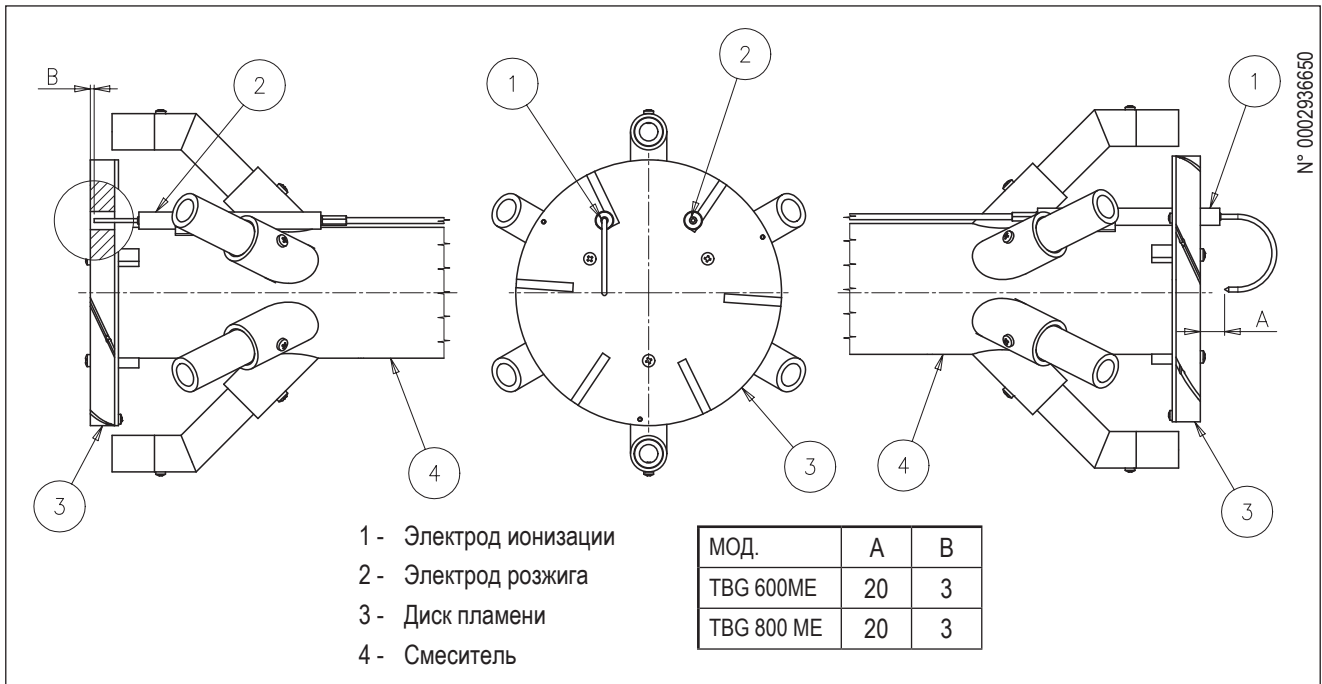 B
2
1
2
1
N° 0002936650
A
3
4
3
4
3
1 - Электрод ионизации
2 - Электрод розжига
3 - Диск пламени
4 - Смеситель
МОД. A B
TBG 600ME 20 3
TBG 800 ME 20 3